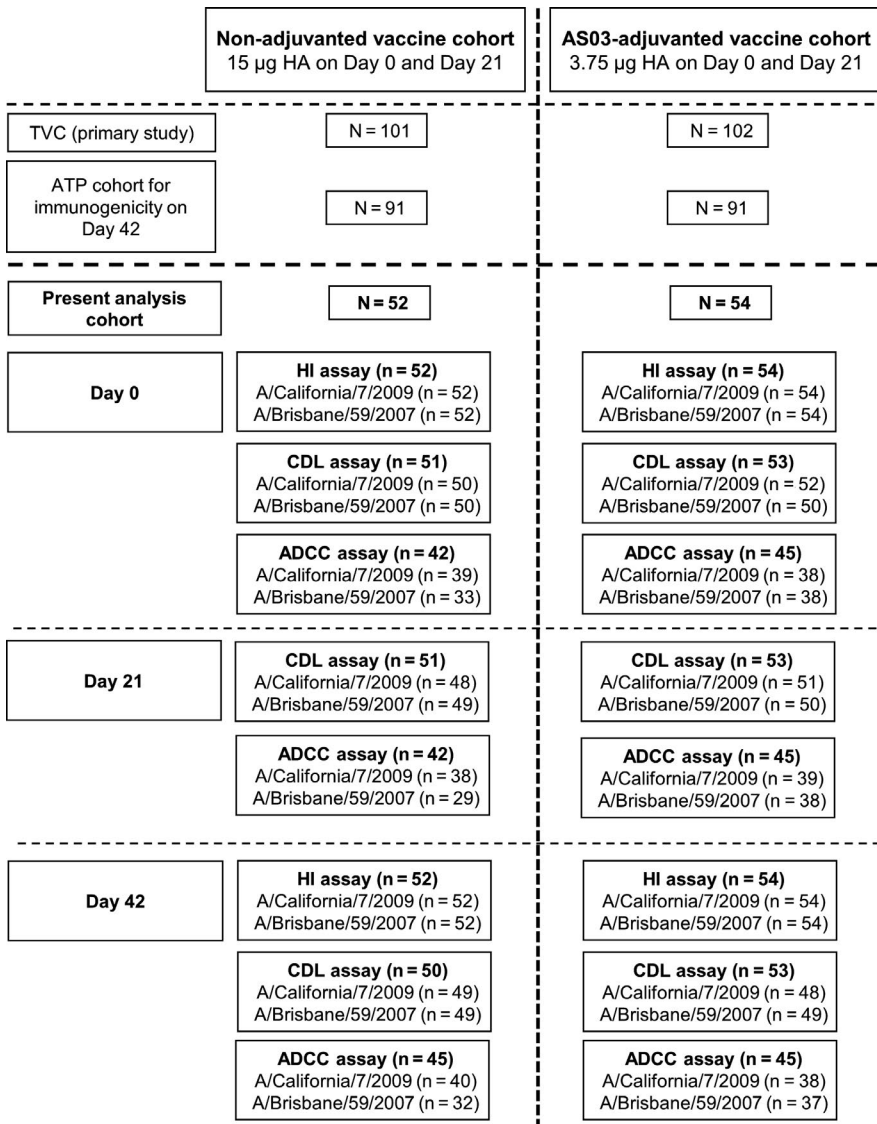 Non-adjuvanted vaccine cohort
15 µg HA on Day 0 and Day 21
AS03-adjuvanted vaccine cohort
3.75 µg HA on Day 0 and Day 21
TVC (primary study)
N = 101
N = 102
ATP cohort for
immunogenicity on
Day 42
N = 91
N = 91
Present analysis
cohort
N = 52
N = 54
Day 0
HI assay (n = 52)
A/California/7/2009 (n = 52)
A/Brisbane/59/2007 (n = 52)
HI assay (n = 54)
A/California/7/2009 (n = 54)
A/Brisbane/59/2007 (n = 54)
CDL assay (n = 51)
A/California/7/2009 (n = 50)
A/Brisbane/59/2007 (n = 50)
CDL assay (n = 53)
A/California/7/2009 (n = 52)
A/Brisbane/59/2007 (n = 50)
ADCC assay (n = 42)
A/California/7/2009 (n = 39)
A/Brisbane/59/2007 (n = 33)
ADCC assay (n = 45)
A/California/7/2009 (n = 38)
A/Brisbane/59/2007 (n = 38)
Day 21
CDL assay (n = 51)
A/California/7/2009 (n = 48)
A/Brisbane/59/2007 (n = 49)
CDL assay (n = 53)
A/California/7/2009 (n = 51)
A/Brisbane/59/2007 (n = 50)
ADCC assay (n = 42)
A/California/7/2009 (n = 38)
A/Brisbane/59/2007 (n = 29)
ADCC assay (n = 45)
A/California/7/2009 (n = 39)
A/Brisbane/59/2007 (n = 38)
Day 42
HI assay (n = 52)
A/California/7/2009 (n = 52)
A/Brisbane/59/2007 (n = 52)
HI assay (n = 54)
A/California/7/2009 (n = 54)
A/Brisbane/59/2007 (n = 54)
CDL assay (n = 50)
A/California/7/2009 (n = 49)
A/Brisbane/59/2007 (n = 49)
CDL assay (n = 53)
A/California/7/2009 (n = 48)
A/Brisbane/59/2007 (n = 49)
ADCC assay (n = 45)
A/California/7/2009 (n = 40)
A/Brisbane/59/2007 (n = 32)
ADCC assay (n = 45)
A/California/7/2009 (n = 38)
A/Brisbane/59/2007 (n = 37)